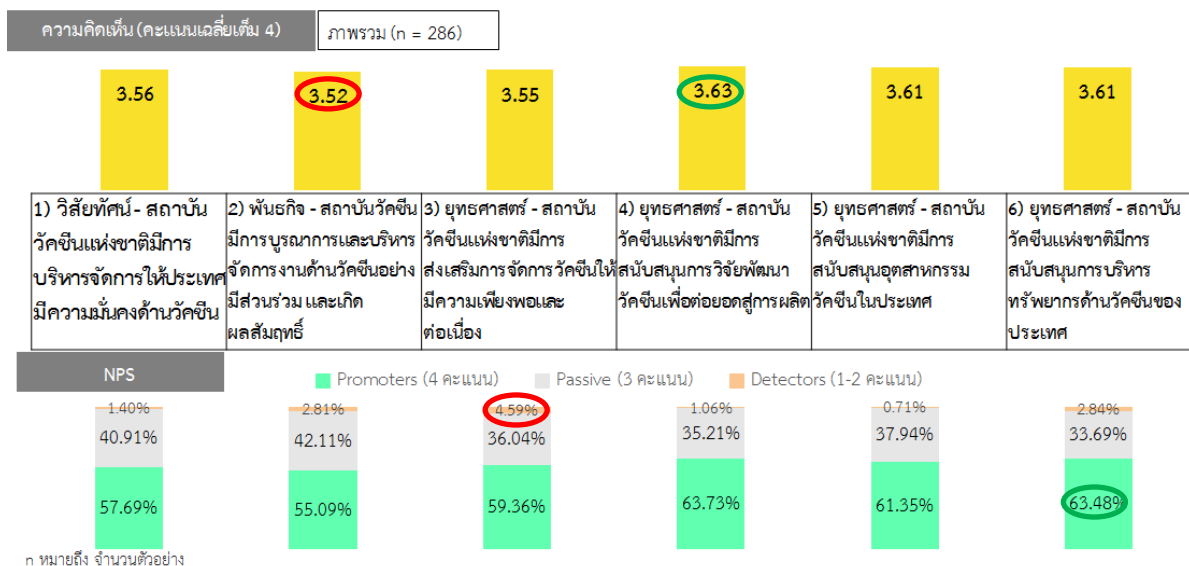 ความคิดเห็น (คะแนนเฉลี่ยเต็ม 4)
ภาพรวม (n = 286)
3.56
3.52
3.55
3.63
3.61
3.61
1) วิสัยทัศน์ - สถาบัน
วัคซีนแห่งชาติมีการ
บริหารจัดการให้ประเทศ
มีความมั่นคงด้านวัคซีน
2) พันธกิจ - สถาบันวัคซีน
มีการบูรณาการและบริหาร
จัดการงานด้านวัคซีนอย่าง
มีส่วนร่วม และเกิด
ผลสัมฤทธิ์
3) ยุทธศาสตร์ - สถาบัน
วัคซีนแห่งชาติมีการ
ส่งเสริมการจัดการวัคซีนให้
มีความเพียงพอและ
ต่อเนื่อง
4) ยุทธศาสตร์ - สถาบัน
วัคซีนแห่งชาติมีการ
สนับสนุนการวิจัยพัฒนา
วัคซีนเพื่อต่อยอดสู่การผลิต
5) ยุทธศาสตร์ - สถาบัน
วัคซีนแห่งชาติมีการ
สนับสนุนอุตสาหกรรม
วัคซีนในประเทศ
6) ยุทธศาสตร์ - สถาบัน
วัคซีนแห่งชาติมีการ
สนับสนุนการบริหาร
ทรัพยากรด้านวัคซีนของ
ประเทศ
NPS
Promoters (4 คะแนน)
Passive (3 คะแนน)
Detectors (1-2 คะแนน)
1.40%
2.81%
4.59%
1.06%
0.71%
2.84%
40.91%
42.11%
36.04%
35.21%
37.94%
33.69%
57.69%
55.09%
59.36%
63.73%
61.35%
63.48%
n หมายถึง จำนวนตัวอย่าง